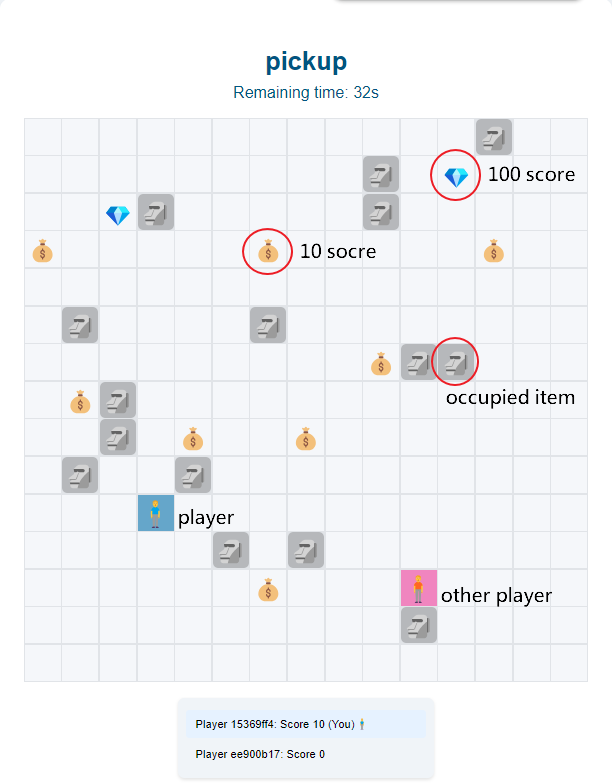 pickup
Remaining time: 32s
100 score
10 socre
occupied item
player
other player
Player 15369ff4: Score 10 (You)
Player ee900b17: Score 0